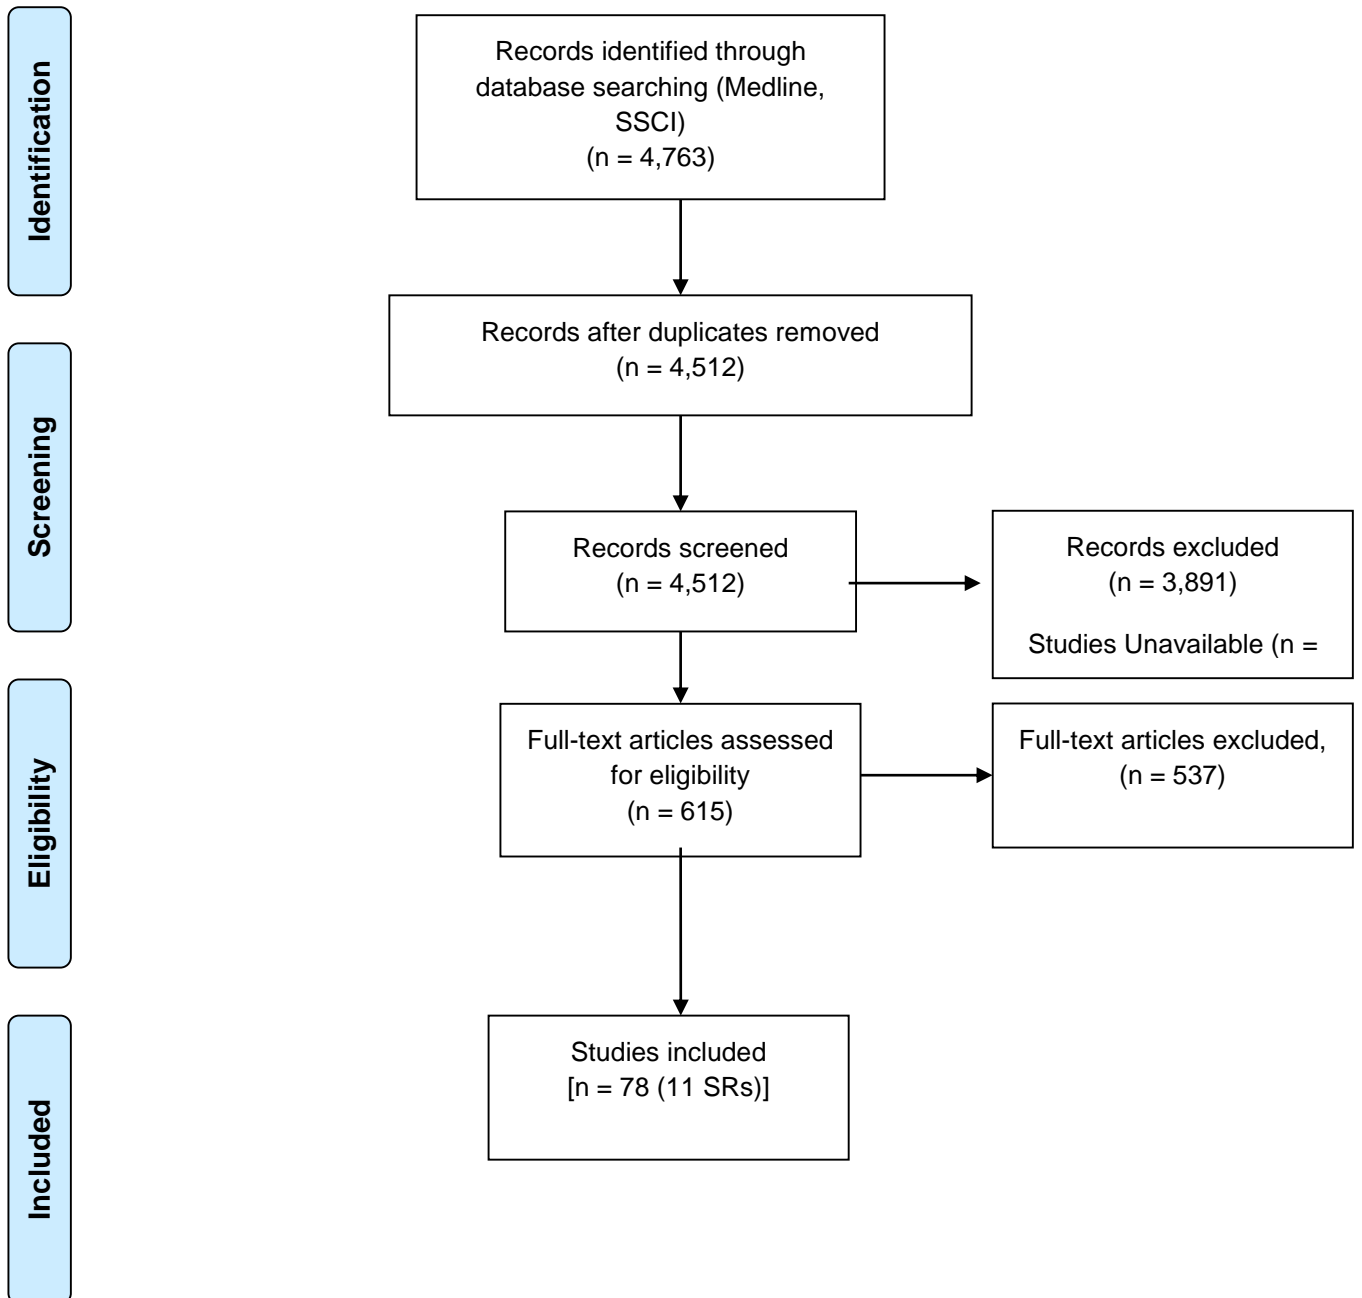 Identification
Records identified through
database searching (Medline,
SSCI)
(n = 4,763)
Records after duplicates removed
(n = 4,512)
Screening
Records screened
(n = 4,512)
Records excluded
(n = 3,891)
Studies Unavailable (n =
Eligibility
Full-text articles assessed
for eligibility
(n = 615)
Full-text articles excluded,
(n = 537)
Included
Studies included
[n = 78 (11 SRs)]